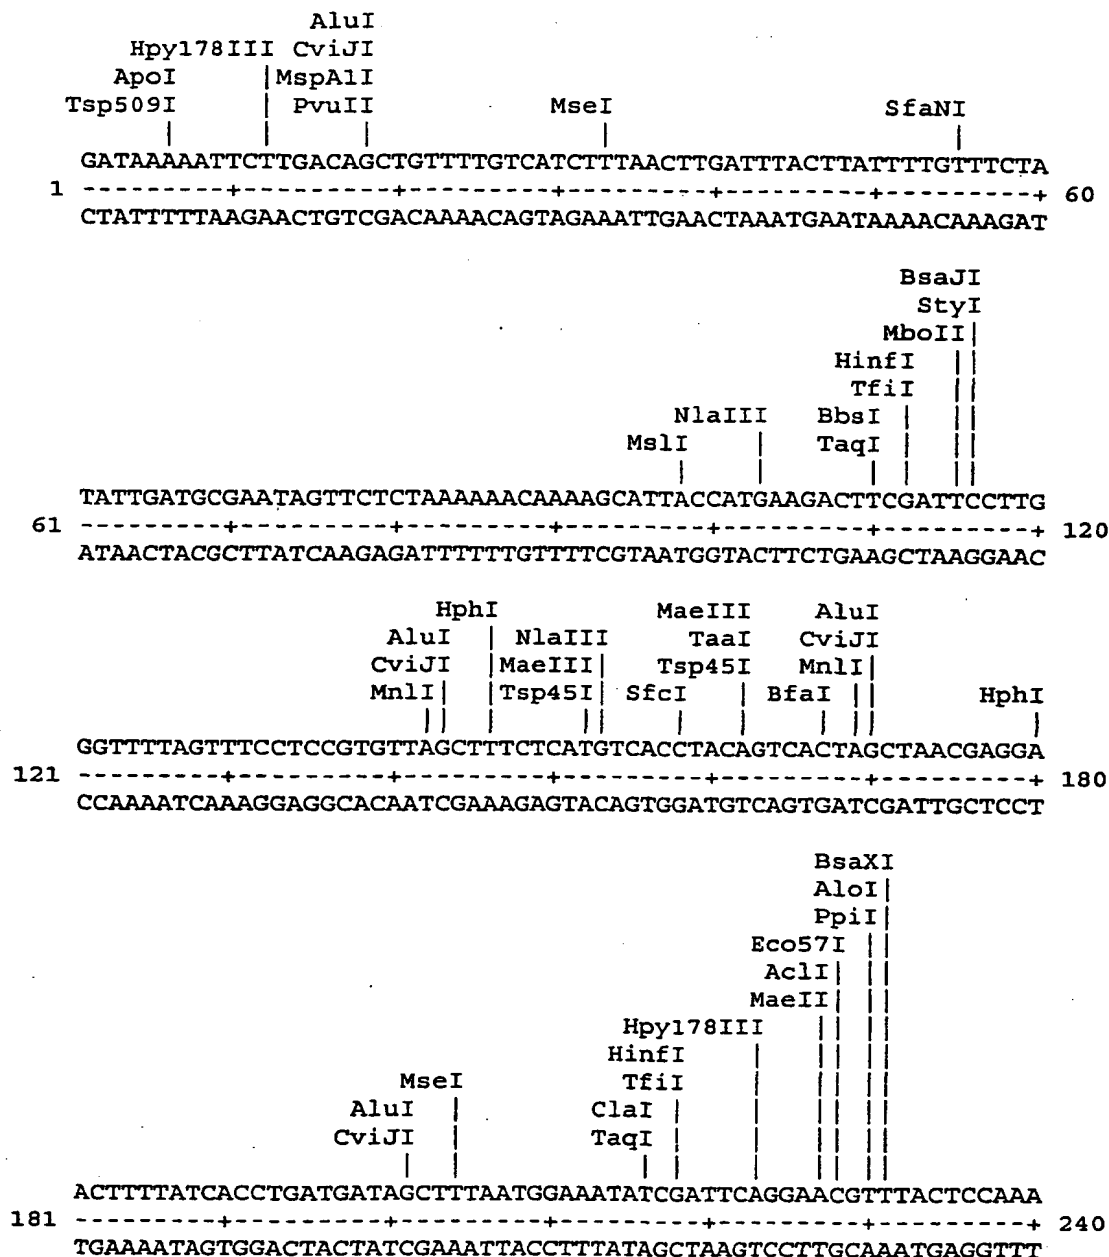 AluI
Hpy178III CviJI
ApoI |MspA1I
Tsp509I | PvuII MseI SfaNI
| | | | |
GATAAAAATTCTTGACAGCTGTTTTGTCATCTTTAACTTGATTTACTTATTTTGTTTCTA
1 ---------+---------+---------+---------+---------+---------+ 60
CTATTTTTAAGAACTGTCGACAAAACAGTAGAAATTGAACTAAATGAATAAAACAAAGAT
BsaJI
StyI
MboII|
HinfI ||
TfiI ||
NlaIII BbsI | ||
MslI | TaqI | ||
| | | | ||
TATTGATGCGAATAGTTCTCTAAAAAACAAAAGCATTACCATGAAGACTTCGATTCCTTG
61 ---------+---------+---------+---------+---------+---------+ 120
ATAACTACGCTTATCAAGAGATTTTTTGTTTTCGTAATGGTACTTCTGAAGCTAAGGAAC
HphI MaeIII AluI
AluI | NlaIII TaaI CviJI
CviJI |MaeIII| Tsp45I MnlI|
MnlI| |Tsp45I| SfcI | BfaI || HphI
|| | || | | | || |
GGTTTTAGTTTCCTCCGTGTTAGCTTTCTCATGTCACCTACAGTCACTAGCTAACGAGGA
121 ---------+---------+---------+---------+---------+---------+ 180
CCAAAATCAAAGGAGGCACAATCGAAAGAGTACAGTGGATGTCAGTGATCGATTGCTCCT
BsaXI
AloI|
PpiI|
Eco57I ||
AclI| ||
MaeII| ||
Hpy178III || ||
HinfI | || ||
MseI TfiI | || ||
AluI | ClaI | | || ||
CviJI | TaqI | | || ||
| | | | | || ||
ACTTTTATCACCTGATGATAGCTTTAATGGAAATATCGATTCAGGAACGTTTACTCCAAA
181 ---------+---------+---------+---------+---------+---------+ 240
TGAAAATAGTGGACTACTATCGAAATTACCTTTATAGCTAAGTCCTTGCAAATGAGGTTT